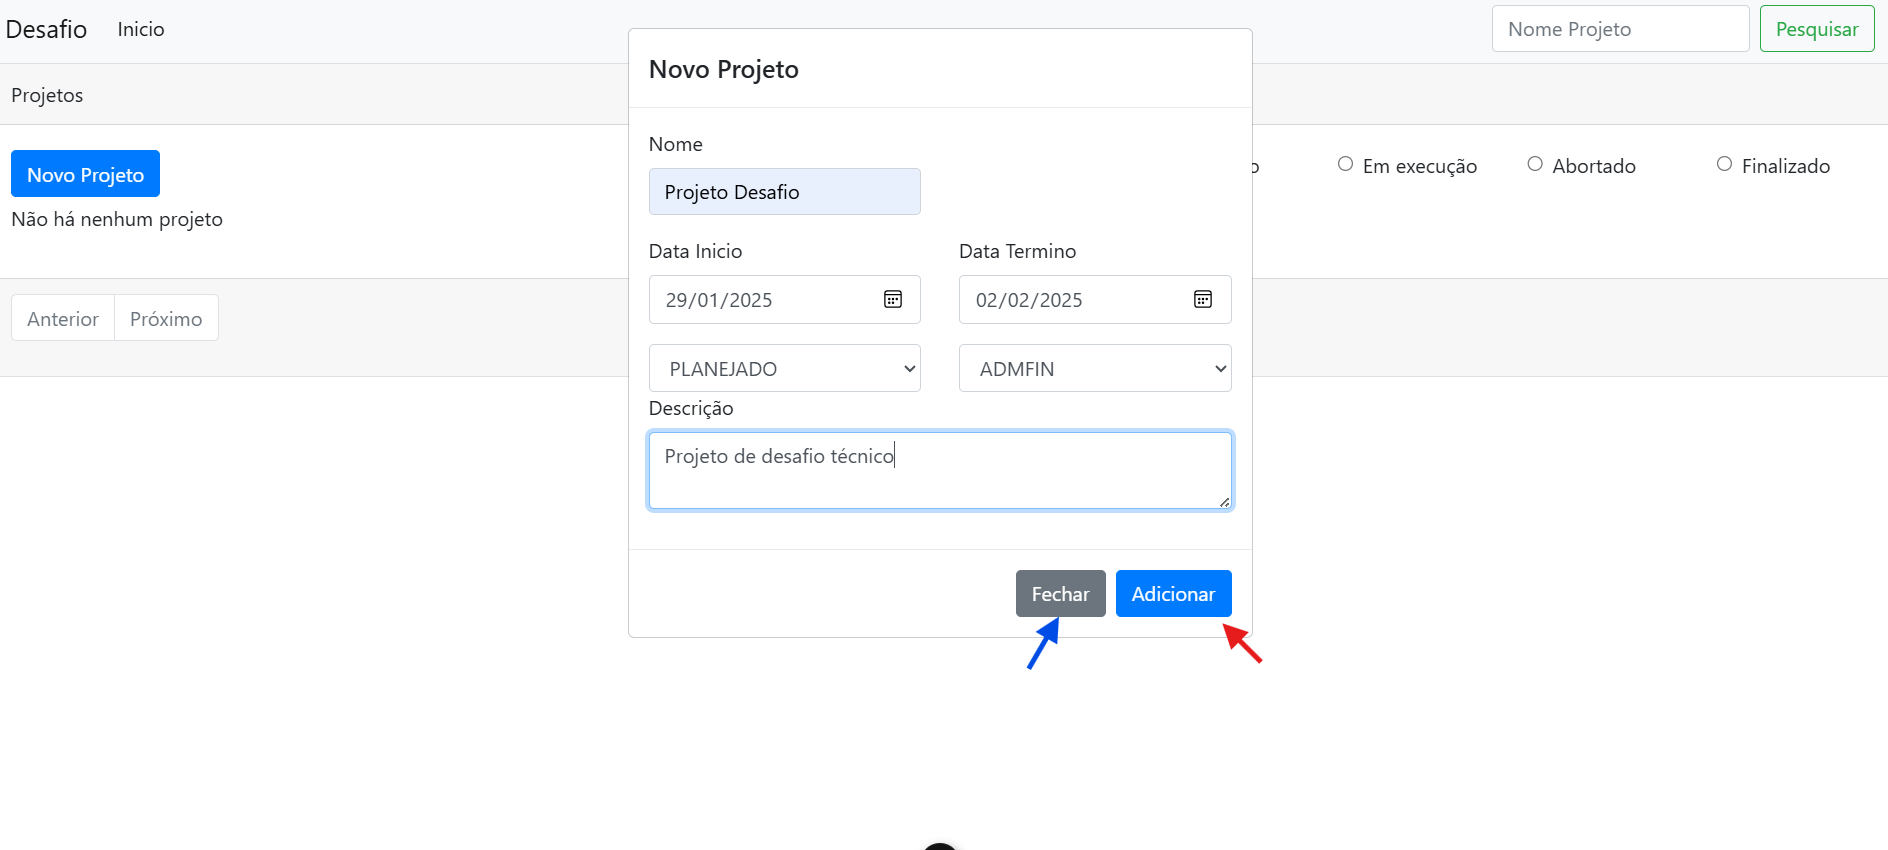 Desafio Inicio Nome Projeto Pesquisar
Projetos
Novo Projeto
Não há nenhum projeto
o Em execução Abortado Finalizado
Anterior Próximo
Novo Projeto
Nome
Projeto Desafio
Data Inicio Data Termino
29/01/2025 02/02/2025
PLANEJADO ADMFIN
Descrição
Projeto de desafio técnico
Fechar Adicionar